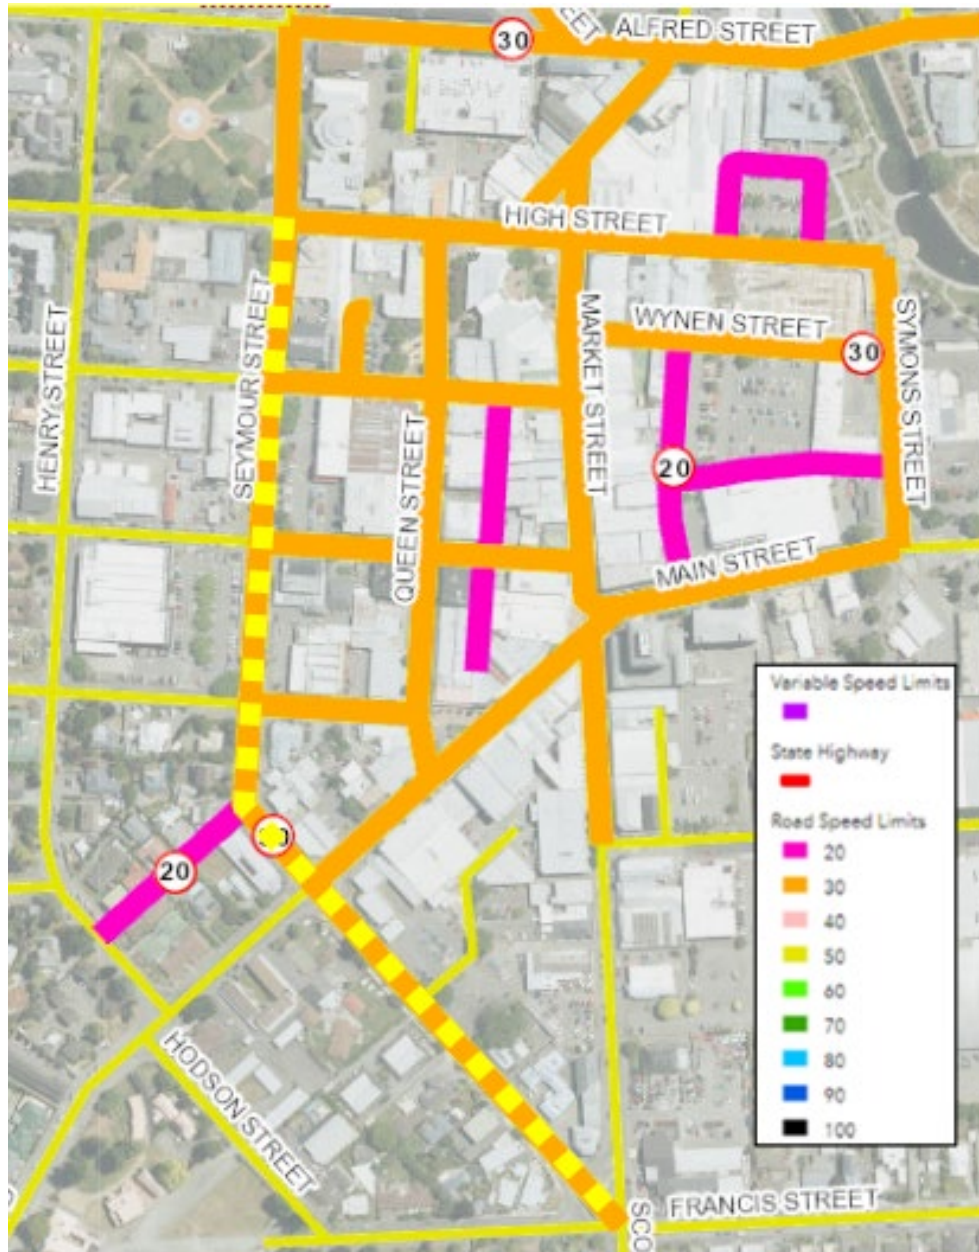 30
ALFRED STREET
HIGH STREET
WYNEN STREET
30
HENRY STREET
SEYMOUR STREET
MARKET STREET
SYMONS STREET
20
QUEEN STREET
MAIN STREET
Variable Speed Limits
State Highway
Road Speed Limits
20
30
40
50
60
70
80
90
100
20
HODSON STREET
FRANCIS STREET